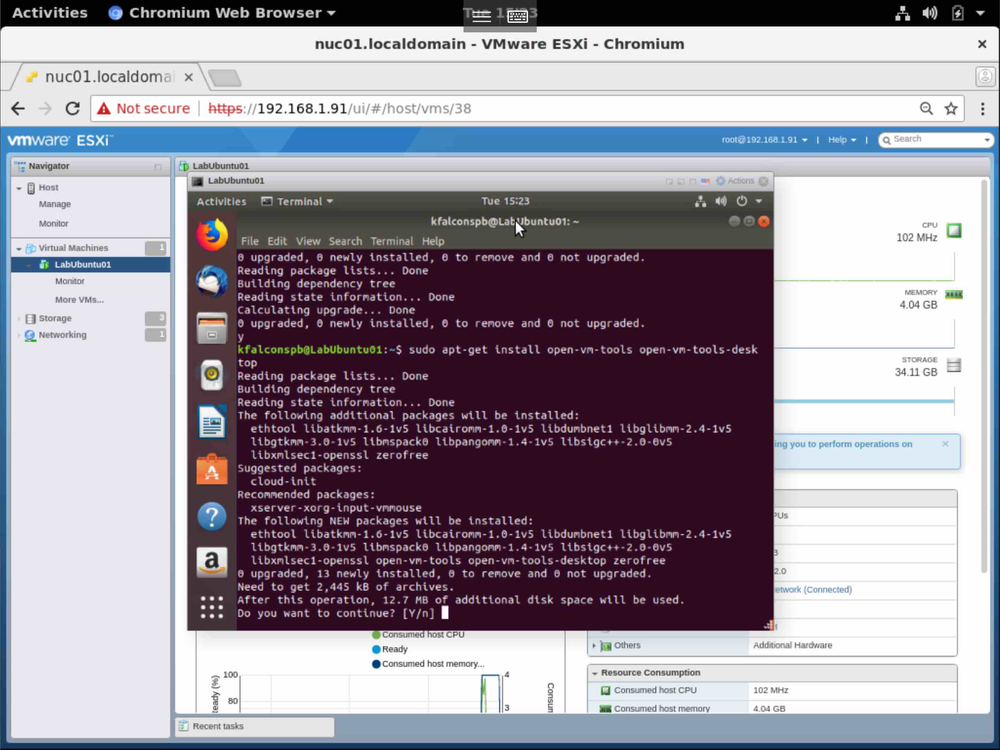 Activities Chromium Web Browser Tue 15:23
nuc01.localdomain - VMware ESXi - Chromium
nuc01.localdoma
Not secure https://192.168.1.91/ui/#/host/vms/38
vmware ESXi
root@192.168.1.91 | Help | Search
Navigator
Host
Manage
Monitor
Virtual Machines 1
LabUbuntu01
Monitor
More VMs...
Storage 3
Networking 1
LabUbuntu01
LabUbuntu01 Actions
Activities Terminal Tue 15:23
kfalconspb@LabUbuntu01: ~
File Edit View Search Terminal Help
0 upgraded, 0 newly installed, 0 to remove and 0 not upgraded.
Reading package lists... Done
Building dependency tree
Reading state information... Done
Calculating upgrade... Done
0 upgraded, 0 newly installed, 0 to remove and 0 not upgraded.
y
kfalconspb@LabUbuntu01:~$ sudo apt-get install open-vm-tools open-vm-tools-desk
top
Reading package lists... Done
Building dependency tree
Reading state information... Done
The following additional packages will be installed:
ethtool libatkmm-1.6-1v5 libcairomm-1.0-1v5 libdumbnet1 libglibmm-2.4-1v5
libgtkmm-3.0-1v5 libmspack0 libpangomm-1.4-1v5 libsigc++-2.0-0v5
libxmlsec1-openssl zerofree
Suggested packages:
cloud-init
Recommended packages:
xserver-xorg-input-vmmouse
The following NEW packages will be installed:
ethtool libatkmm-1.6-1v5 libcairomm-1.0-1v5 libdumbnet1 libglibmm-2.4-1v5
libgtkmm-3.0-1v5 libmspack0 libpangomm-1.4-1v5 libsigc++-2.0-0v5
libxmlsec1-openssl open-vm-tools open-vm-tools-desktop zerofree
0 upgraded, 13 newly installed, 0 to remove and 0 not upgraded.
Need to get 2,445 kB of archives.
After this operation, 12.7 MB of additional disk space will be used.
Do you want to continue? [Y/n]
CPU
102 MHz
MEMORY
4.04 GB
STORAGE
34.11 GB
ing you to perform operations on
PUs
3
2.0
etwork (Connected)
Others Additional Hardware
Resource Consumption
Consumed host CPU 102 MHz
Consumed host memory 4.04 GB
Consumed host CPU
Ready
Consumed host memory...
100 4
80 3
eady (%)
Consum
Recent tasks